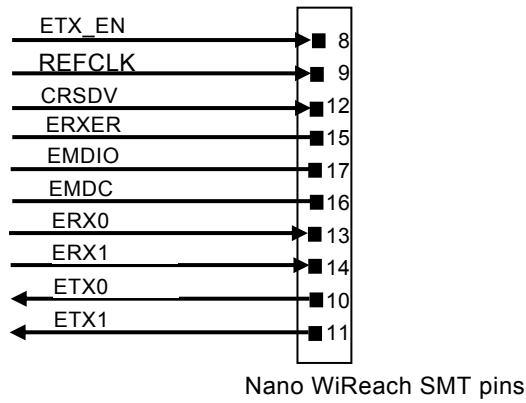 ETX_EN 8
REFCLK 9
CRSDV 12
ERXER 15
EMDIO 17
EMDC 16
ERX0 13
ERX1 14
ETX0 10
ETX1 11
Nano WiReach SMT pins